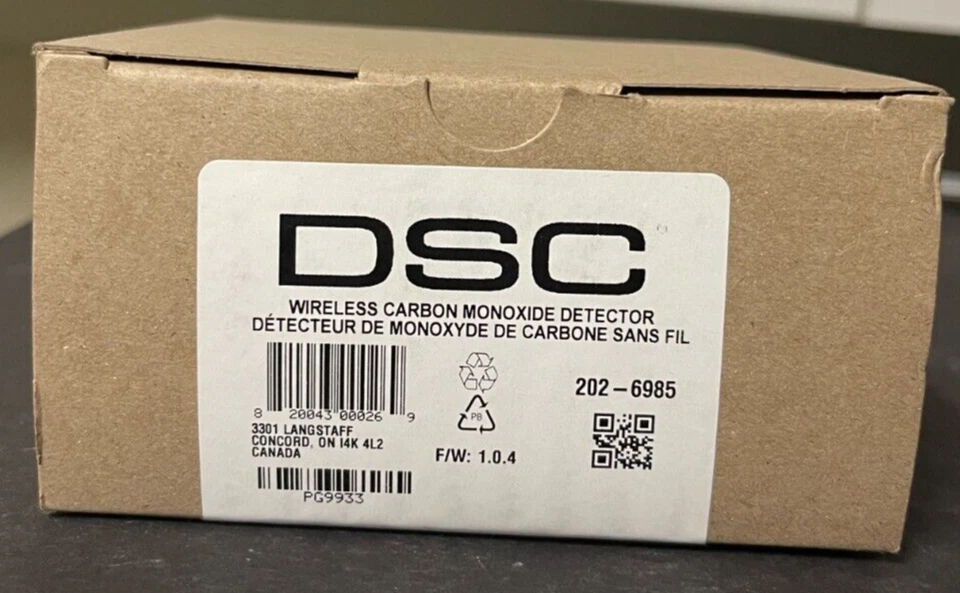 DSC
WIRELESS CARBON MONOXIDE DETECTOR
DÉTECTEUR DE MONOXYDE DE CARBONE SANS FIL
8 20043 00026 9
3301 LANGSTAFF
CONCORD, ON l4K 4L2
CANADA
PG9933
PB
F/W: 1.0.4
202-6985